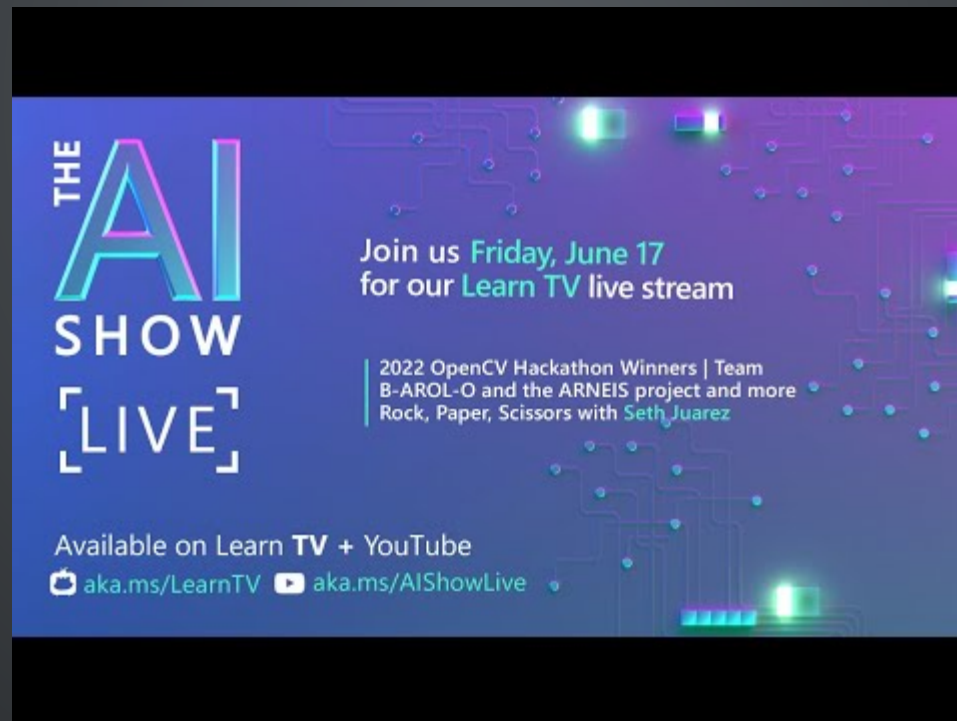 THE
AI
SHOW
LIVE
Join us Friday, June 17
for our Learn TV live stream
2022 OpenCV Hackathon Winners | Team
B-AROL-O and the ARNEIS project and more
Rock, Paper, Scissors with Seth Juarez
Available on Learn TV + YouTube
aka.ms/LearnTV aka.ms/AIShowLive